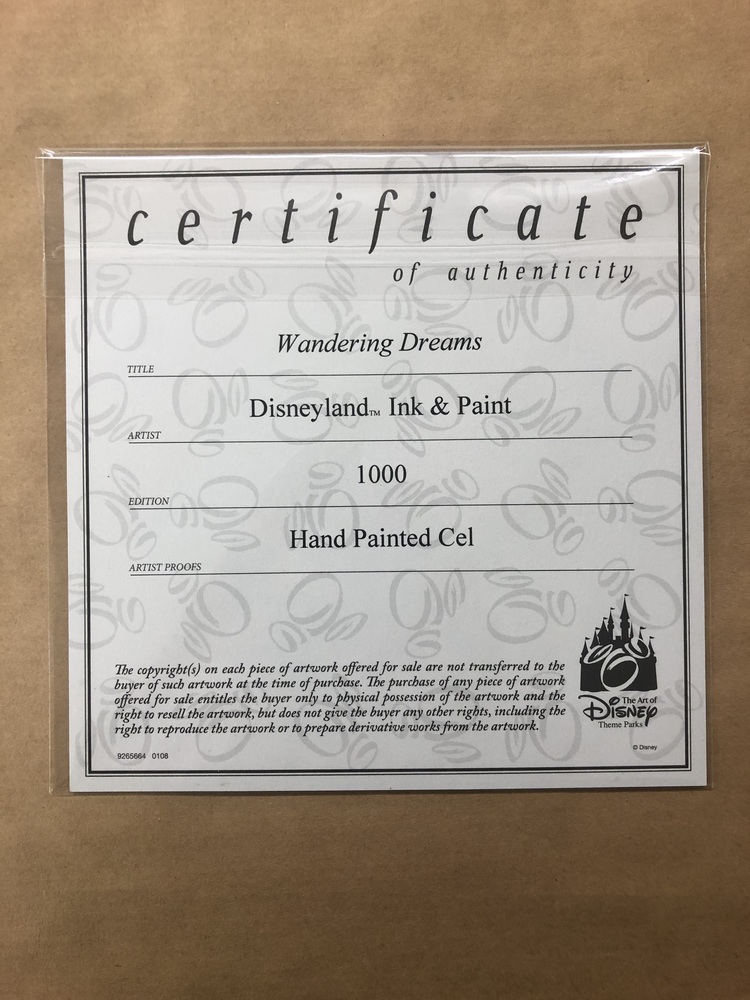 certificate
of authenticity
Wandering Dreams
TITLE
Disneyland™ Ink & Paint
ARTIST
1000
EDITION
Hand Painted Cel
ARTIST PROOFS
The copyright(s) on each piece of artwork offered for sale are not transferred to the
buyer of such artwork at the time of purchase. The purchase of any piece of artwork
offered for sale entitles the buyer only to physical possession of the artwork and the
right to resell the artwork, but does not give the buyer any other rights, including the
right to reproduce the artwork or to prepare derivative works from the artwork.
The Art of
DISNEY
Theme Parks
9265664 0108
© Disney